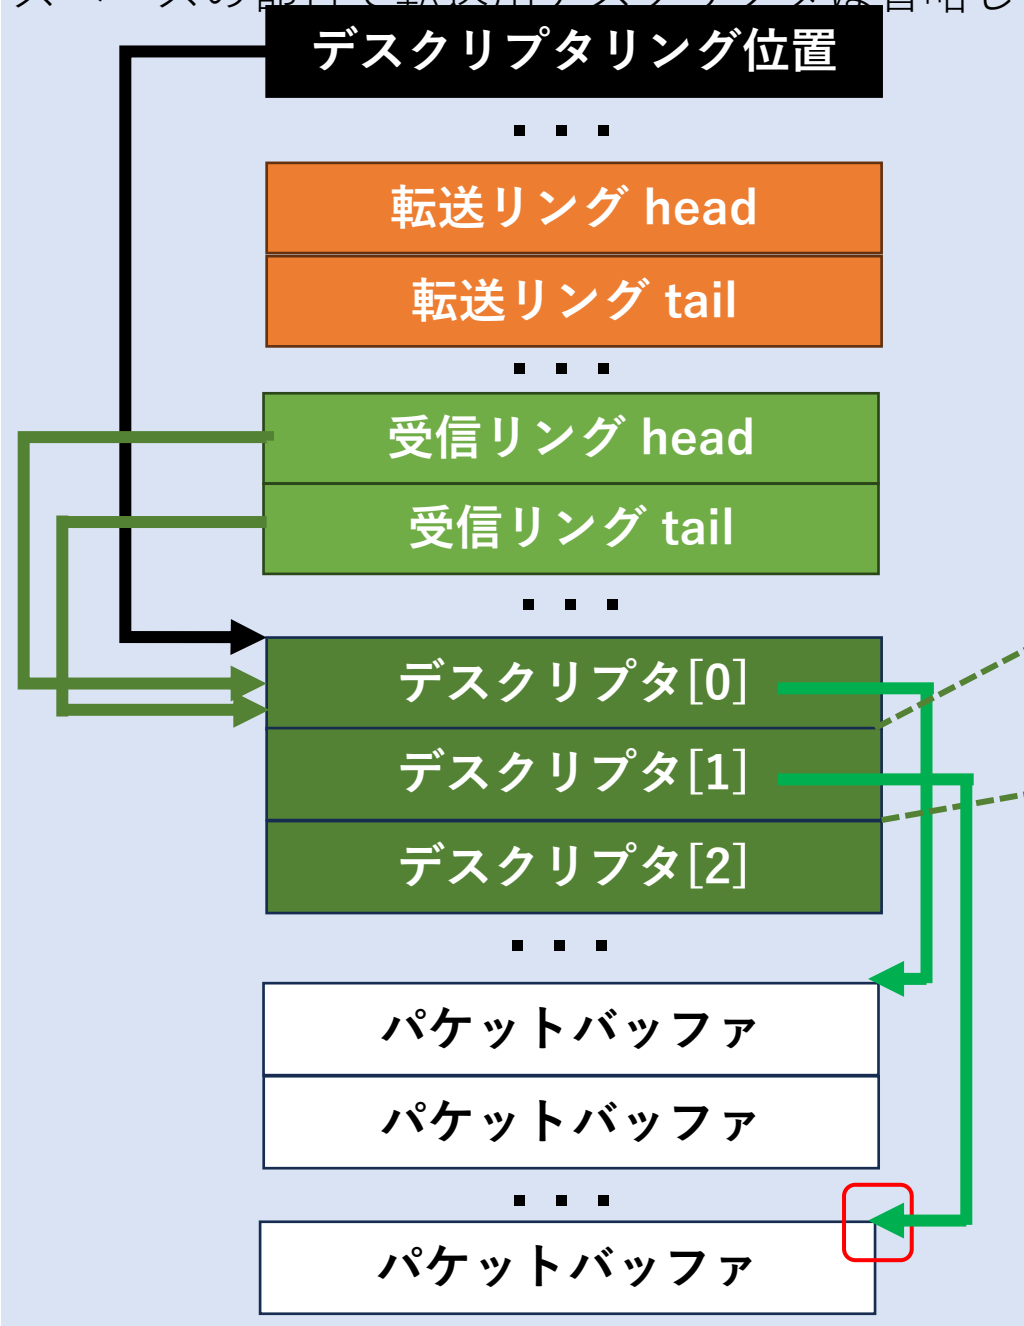 デスクリプタリング位置
・・・
転送リング head
転送リング tail
・・・
受信リング head
受信リング tail
・・・
デスクリプタ[0]
デスクリプタ[1]
デスクリプタ[2]
・・・
パケットバッファ
パケットバッファ
・・・
パケットバッファ